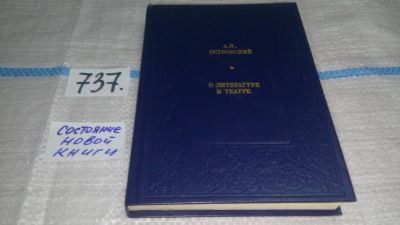 737.
СОСТОЯНИЕ
НОВОЙ
КНИГИ
А.Н.
ОСТРОВСКИЙ
О ЛИТЕРАТУРЕ
И ТЕАТРЕ